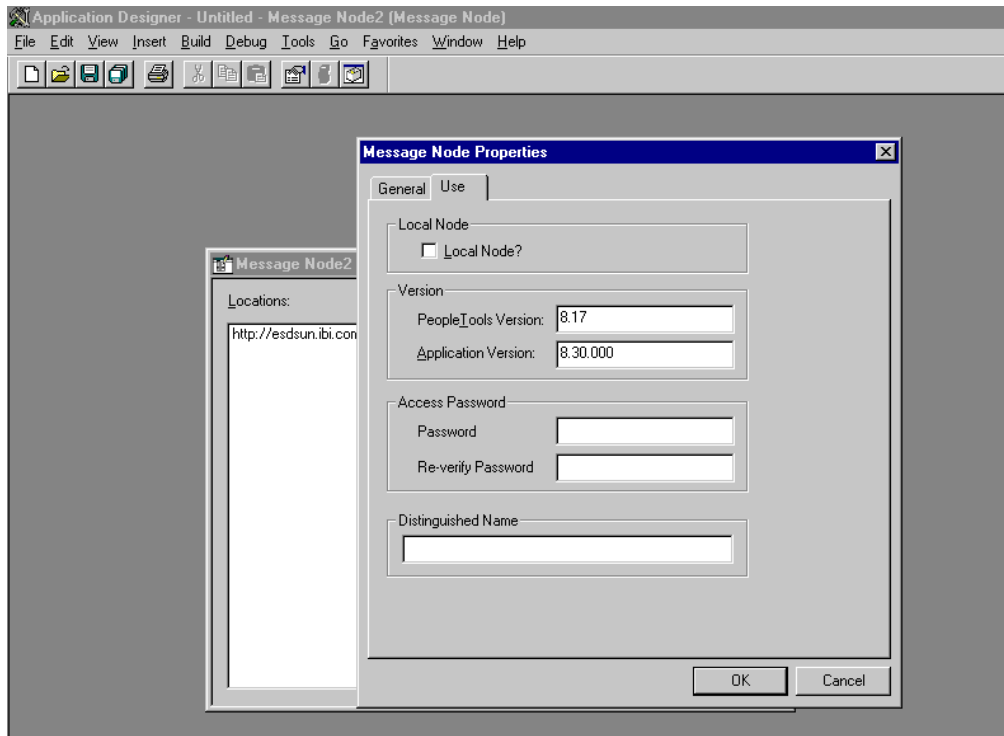 Application Designer - Untitled - Message Node2 (Message Node)
File Edit View Insert Build Debug Tools Go Favorites Window Help
Message Node Properties
General Use
Local Node
Local Node?
Message Node2
Locations:
http://esdsun.ibi.con
Version
PeopleTools Version: 8.17
Application Version: 8.30.000
Access Password
Password
Re-verify Password
Distinguished Name
OK Cancel